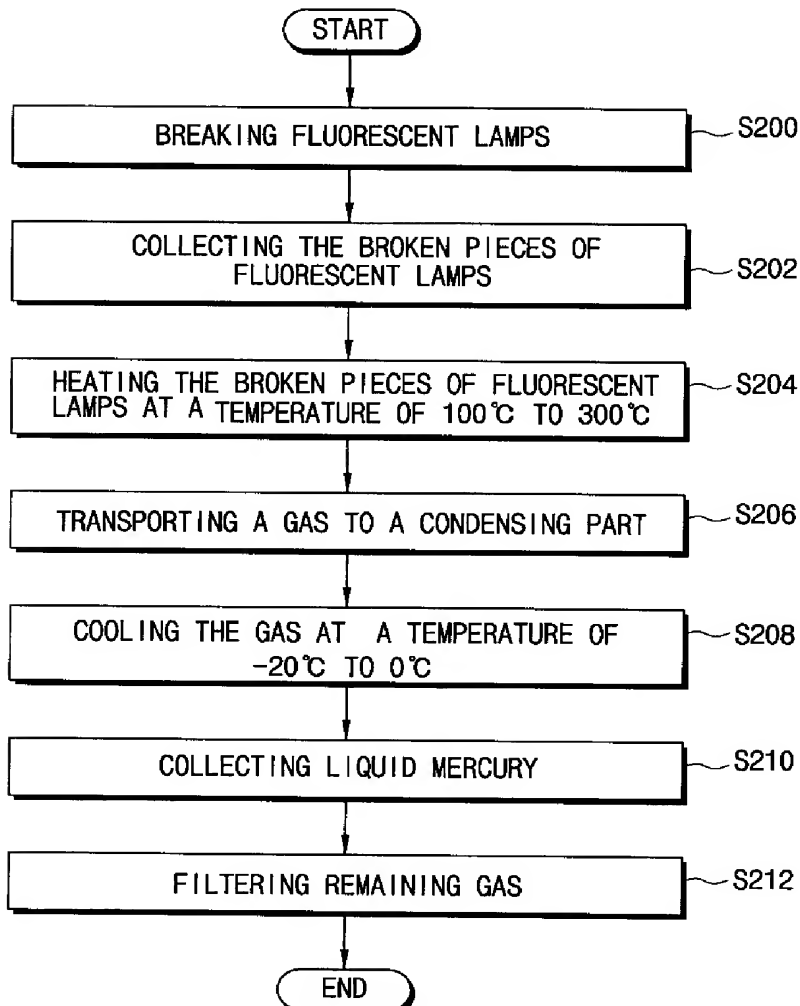 START
BREAKING FLUORESCENT LAMPS
S200
COLLECTING THE BROKEN PIECES OF
FLUORESCENT LAMPS
S202
HEATING THE BROKEN PIECES OF FLUORESCENT
LAMPS AT A TEMPERATURE OF 100℃ TO 300℃
S204
TRANSPORTING A GAS TO A CONDENSING PART
S206
COOLING THE GAS AT A TEMPERATURE OF
-20℃ TO 0℃
S208
COLLECTING LIQUID MERCURY
S210
FILTERING REMAINING GAS
S212
END